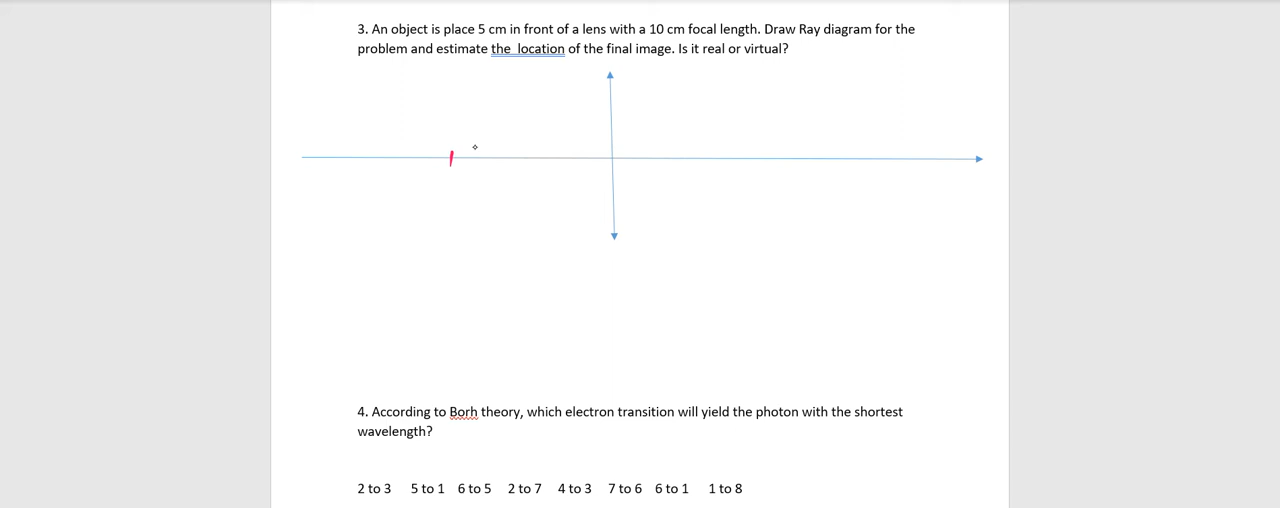 3. An object is place 5 cm in front of a lens with a 10 cm focal length. Draw Ray diagram for the
problem and estimate the  location of the final image. Is it real or virtual?
4. According to Borh theory, which electron transition will yield the photon with the shortest
wavelength?
2 to 3 5 to 1 6 to 5 2 to 7 4 to 3 7 to 6 6 to 1 1 to 8